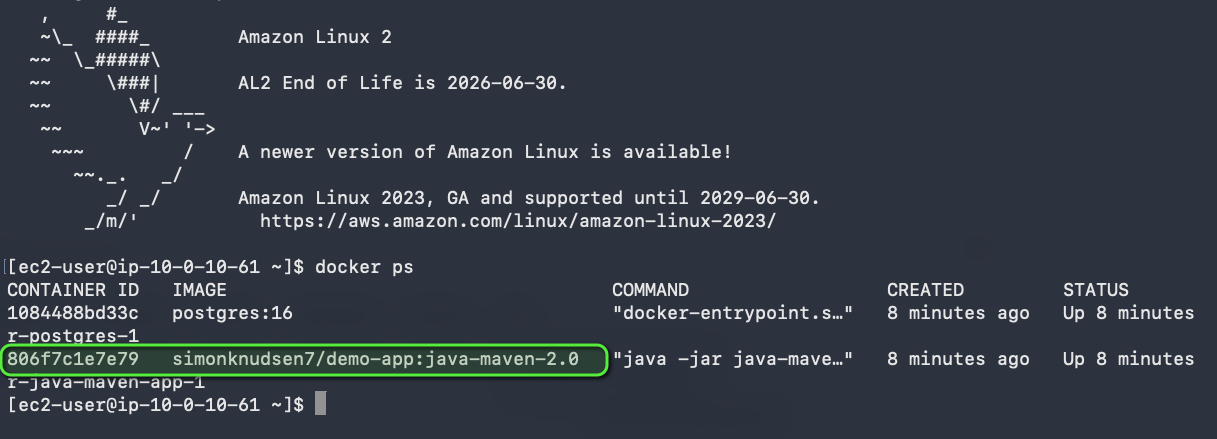 ,      #_
~\_  ####_        Amazon Linux 2
~~  \_#####\
~~     \###|       AL2 End of Life is 2026-06-30.
~~       \#/ ___
~~       V~' '->
~~~         /    A newer version of Amazon Linux is available!
~~._.   _/
_/ _/       Amazon Linux 2023, GA and supported until 2029-06-30.
_/m/'           https://aws.amazon.com/linux/amazon-linux-2023/
[[ec2-user@ip-10-0-10-61 ~]$ docker ps
CONTAINER ID   IMAGE                                   COMMAND                  CREATED         STATUS
1084488bd33c   postgres:16                             "docker-entrypoint.s…"   8 minutes ago   Up 8 minutes
r-postgres-1
806f7c1e7e79   simonknudsen7/demo-app:java-maven-2.0   "java -jar java-mave…"   8 minutes ago   Up 8 minutes
r-java-maven-app-1
[ec2-user@ip-10-0-10-61 ~]$